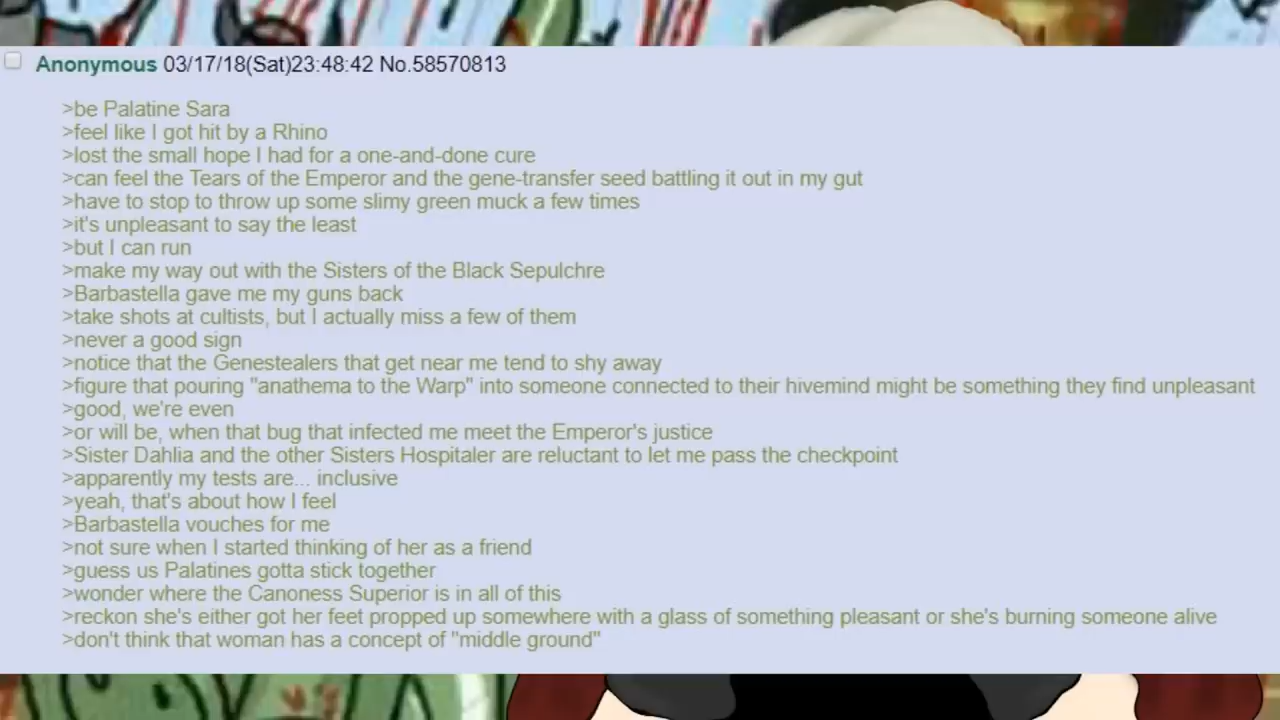 Anonymous 03/17/18(Sat)23:48:42 No.58570813
>be Palatine Sara
>feel like I got hit by a Rhino
>lost the small hope I had for a one-and-done cure
>can feel the Tears of the Emperor and the gene-transfer seed battling it out in my gut
>have to stop to throw up some slimy green muck a few times
>it's unpleasant to say the least
>but I can run
>make my way out with the Sisters of the Black Sepulchre
>Barbastella gave me my guns back
>take shots at cultists, but I actually miss a few of them
>never a good sign
>notice that the Genestealers that get near me tend to shy away
>figure that pouring "anathema to the Warp" into someone connected to their hivemind might be something they find unpleasant
>good, we're even
>or will be, when that bug that infected me meet the Emperor's justice
>Sister Dahlia and the other Sisters Hospitaler are reluctant to let me pass the checkpoint
>apparently my tests are... inclusive
>yeah, that's about how I feel
>Barbastella vouches for me
>not sure when I started thinking of her as a friend
>guess us Palatines gotta stick together
>wonder where the Canoness Superior is in all of this
>reckon she's either got her feet propped up somewhere with a glass of something pleasant or she's burning someone alive
>don't think that woman has a concept of "middle ground"